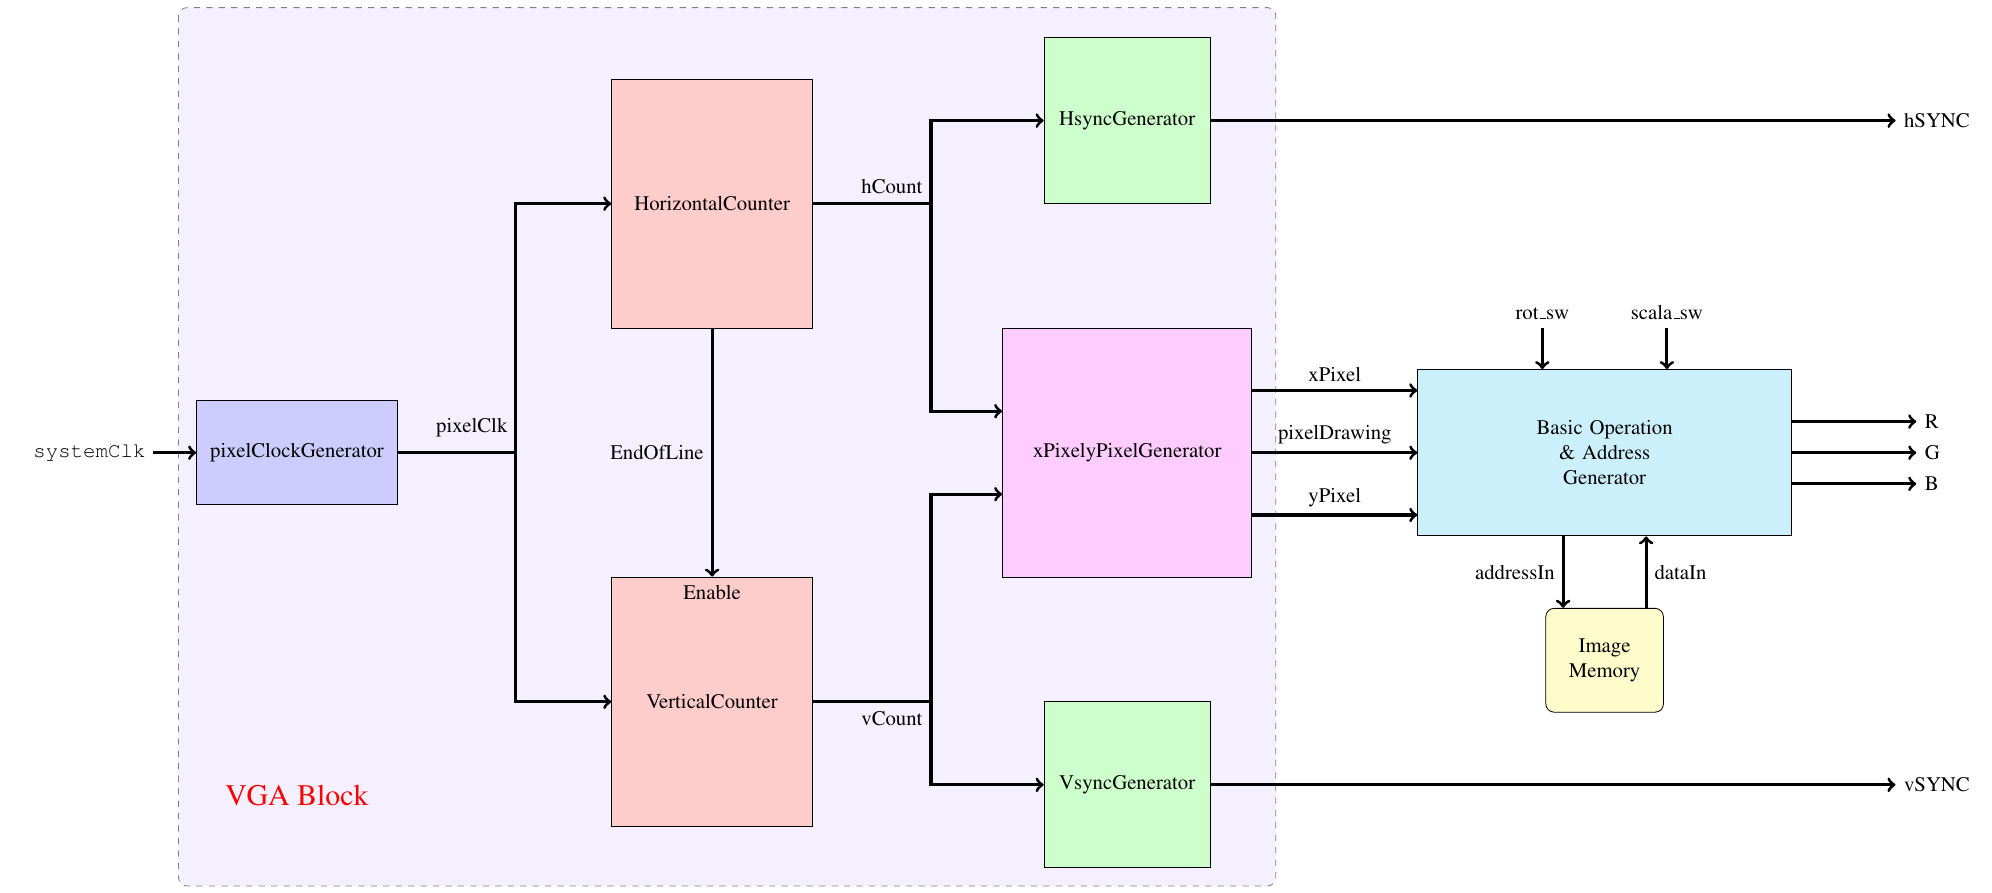 HsyncGenerator
hSYNC
hCount
HorizontalCounter
rot_sw
scala_sw
xPixel
pixelClk
pixelDrawing
R
systemClk
pixelClockGenerator
EndOfLine
xPixelyPixelGenerator
Basic Operation
& Address
Generator
G
B
yPixel
addressIn
dataIn
Enable
Image
Memory
VerticalCounter
vCount
VsyncGenerator
vSYNC
VGA Block